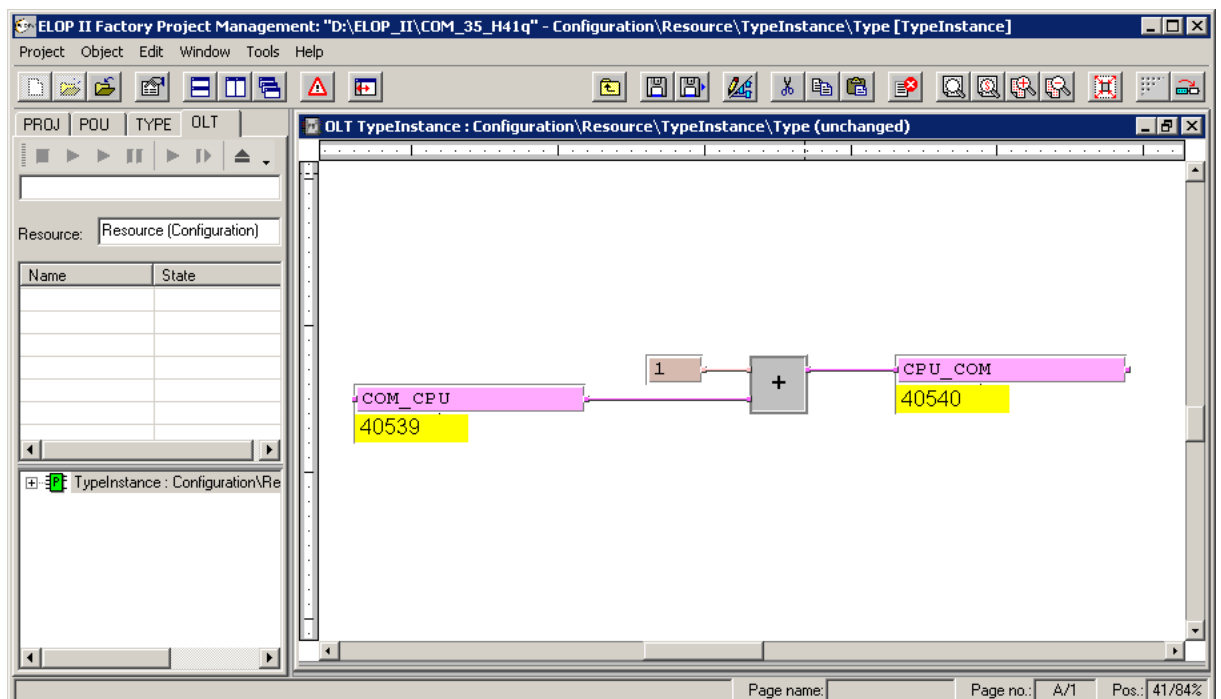 ELOP II Factory Project Management: "D:\ELOP_II\COM_35_H41q" - Configuration\Resource\TypeInstance\Type [TypeInstance]
Project Object Edit Window Tools Help
PROJ POU TYPE OLT
OLT TypeInstance : Configuration\Resource\TypeInstance\Type (unchanged)
Resource: Resource (Configuration)
Name State
1
+
CPU_COM
COM_CPU
40540
40539
P TypeInstance : Configuration\Re
Page name: Page no.: A/1 Pos.: 41/84%